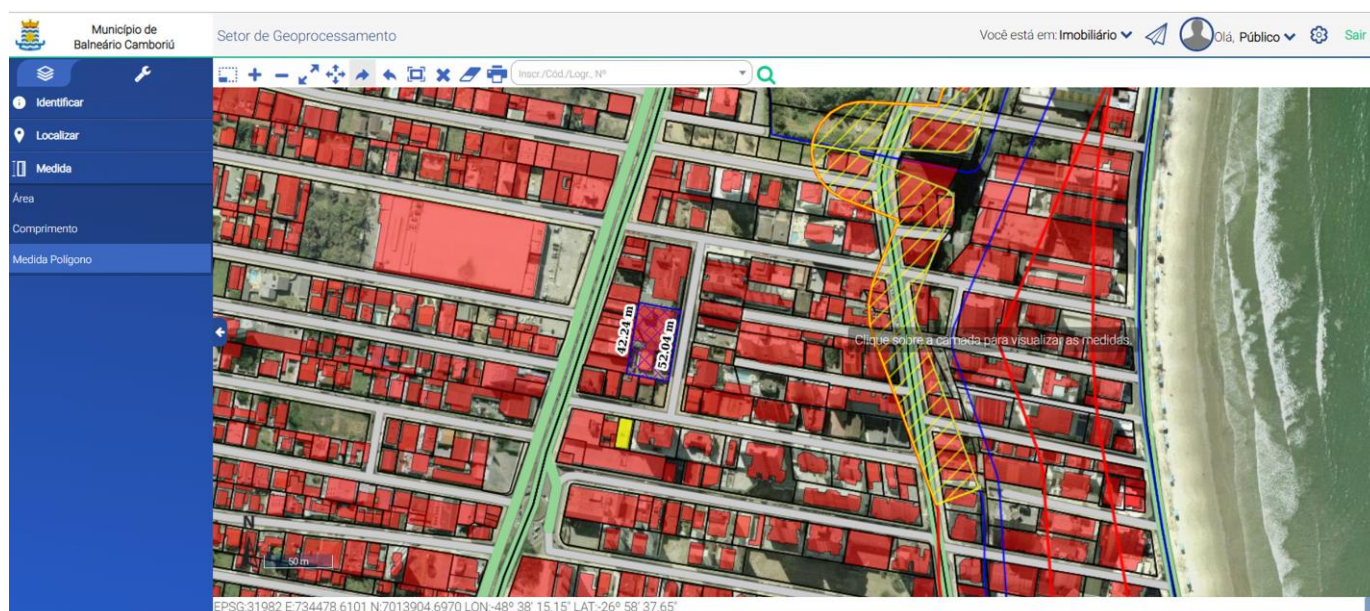 Município de
Balneário Camboriú
Setor de Geoprocessamento
Você está em: Imobiliário
Olá, Público
Sair
Inscr./Cód./Logr., Nº
Identificar
Localizar
Medida
Área
Comprimento
Medida Polígono
42.24 m
52.04 m
Clique sobre a camada para visualizar as medidas.
N
50 m
EPSG:31982 E:734478.6101 N:7013904.6970 LON:-48º 38' 15.15" LAT:-26º 58' 37.65"